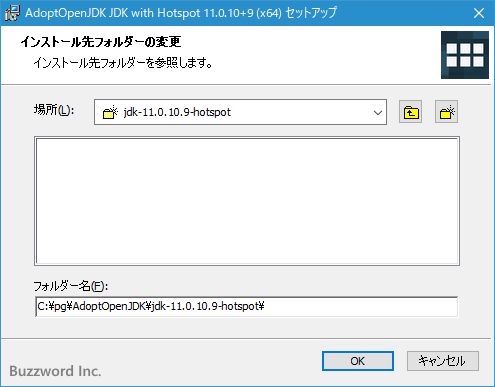 AdoptOpenJDK JDK with Hotspot 11.0.10+9 (x64) セットアップ
インストール先フォルダーの変更
インストール先フォルダーを参照します。
場所(L):
jdk-11.0.10.9-hotspot
フォルダー名(F):
C:¥pg¥AdoptOpenJDK¥jdk-11.0.10.9-hotspot¥
Buzzword Inc.
OK
キャンセル